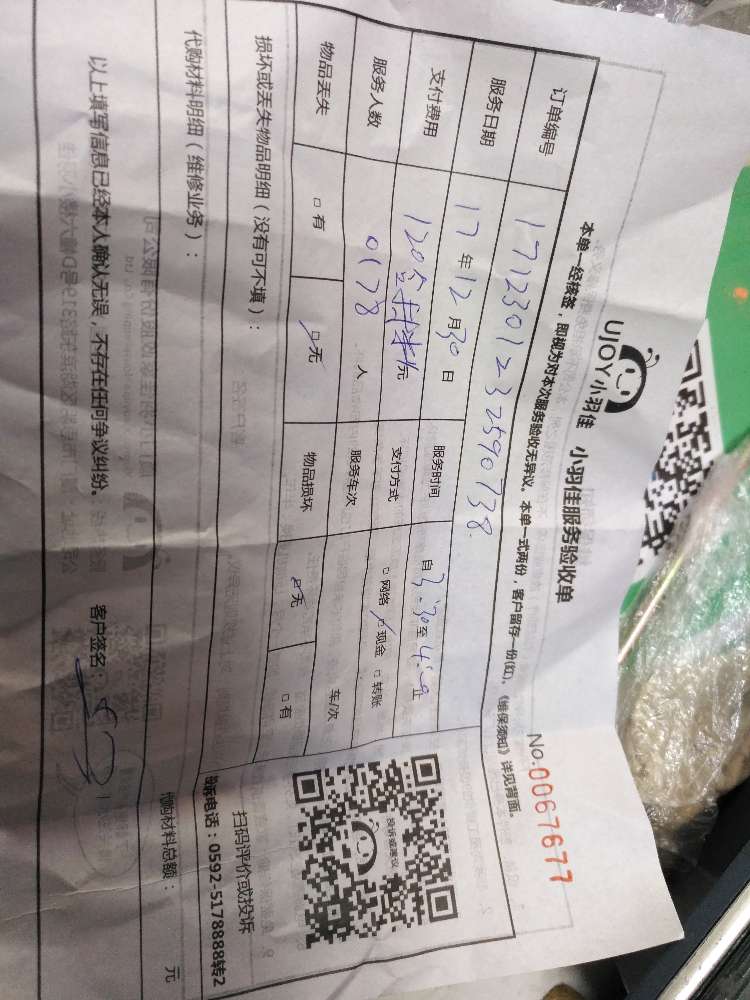 UJOY小羽佳 小羽佳服务验收单
No.0067677
本单一经核签，即视为对本次服务验收无异议。本单一式两份，客户留存一份(红)，《维保须知》详见背面。
订单编号 1712301232590738
服务日期 17年12月30日 服务时间 自3:30至
支付费用 120 元 支付方式 □网络 ☑现金 □转账
服务人数 0178 人 服务车次 车/次
物品丢失 □有 ☑无 物品损坏 ☑无 □有
损坏或丢失物品明细（没有可不填）：
代购材料明细（维修业务）：
代购材料总额： 元
以上填写信息已经本人确认无误，不存在任何争议纠纷。 客户签名：
投诉或建议
扫码评价或投诉
电话：0592-5178888转2